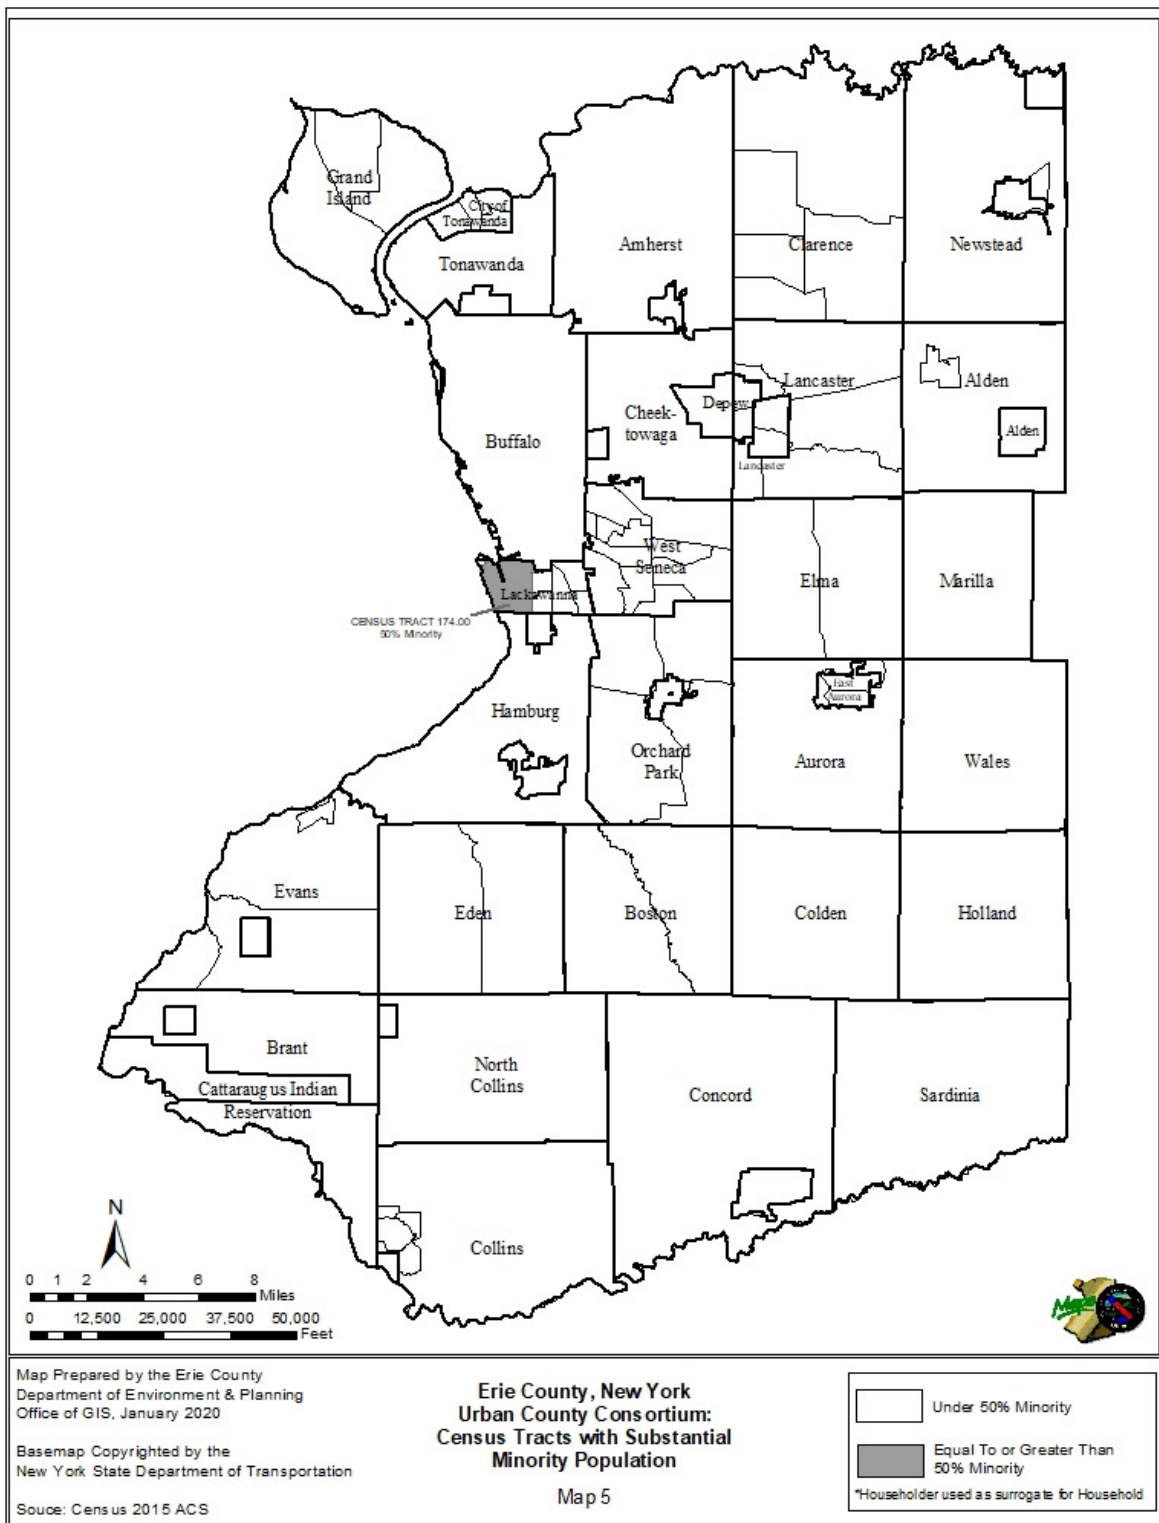 Grand
Island
City of
Tonawanda
Tonawanda
Amherst
Clarence
Newstead
Buffalo
Cheek-
towaga
Depew
Lancaster
Lancaster
Alden
Alden
West
Seneca
Elma
Marilla
Lackawanna
CENSUS TRACT 174.00
50% Minority
Hamburg
Orchard
Park
East
Aurora
Aurora
Wales
Evans
Eden
Boston
Colden
Holland
Brant
Cattaraugus Indian
Reservation
North
Collins
Concord
Sardinia
Collins
N
0 1 2 4 6 8
Miles
0 12,500 25,000 37,500 50,000
Feet
Maps
Map Prepared by the Erie County
Department of Environment & Planning
Office of GIS, January 2020
Basemap Copyrighted by the
New York State Department of Transportation
Souce: Census 2015 ACS
Erie County, New York
Urban County Consortium:
Census Tracts with Substantial
Minority Population
Map 5
Under 50% Minority
Equal To or Greater Than
50% Minority
*Householder used as surrogate for Household